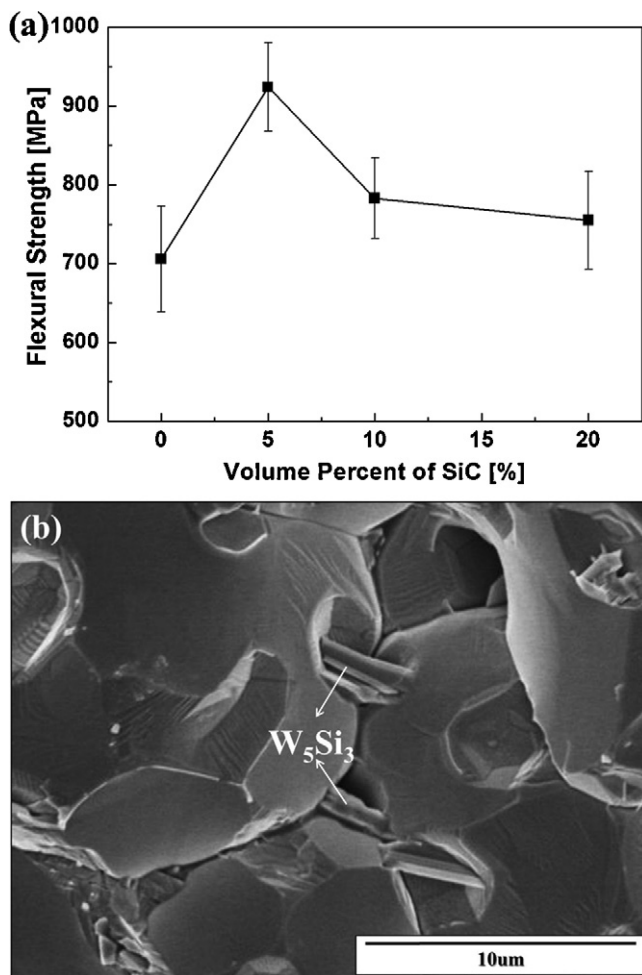 (a)
1000
900
800
700
600
500
Flexural Strength [MPa]
0 5 10 15 20
Volume Percent of SiC [%]
(b)
W₅Si₃
10um